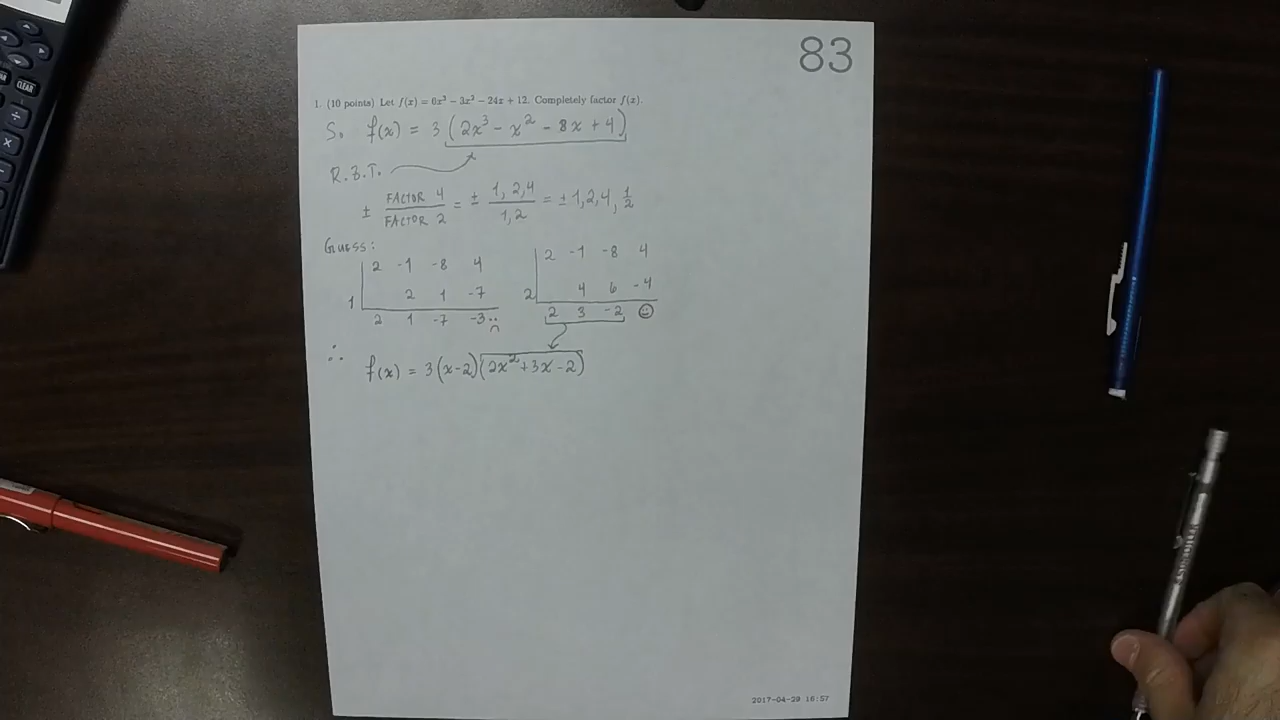 83
1. (10 points) Let f(x) = 6x³ − 3x² − 24x + 12. Completely factor f(x).
S. f(x) = 3 (2x³ − x² − 8x + 4)
R.Z.T.
± FACTOR 4 / FACTOR 2 = ± 1, 2, 4 / 1, 2 = ± 1, 2, 4, 1/2
GUESS:
2 -1 -8 4
1 2 1 -7
2 1 -7 -3
2 -1 -8 4
2 4 6 -4
2 3 -2
∴ f(x) = 3(x-2)(2x²+3x-2)
2017-04-29 16:57
CLEAR